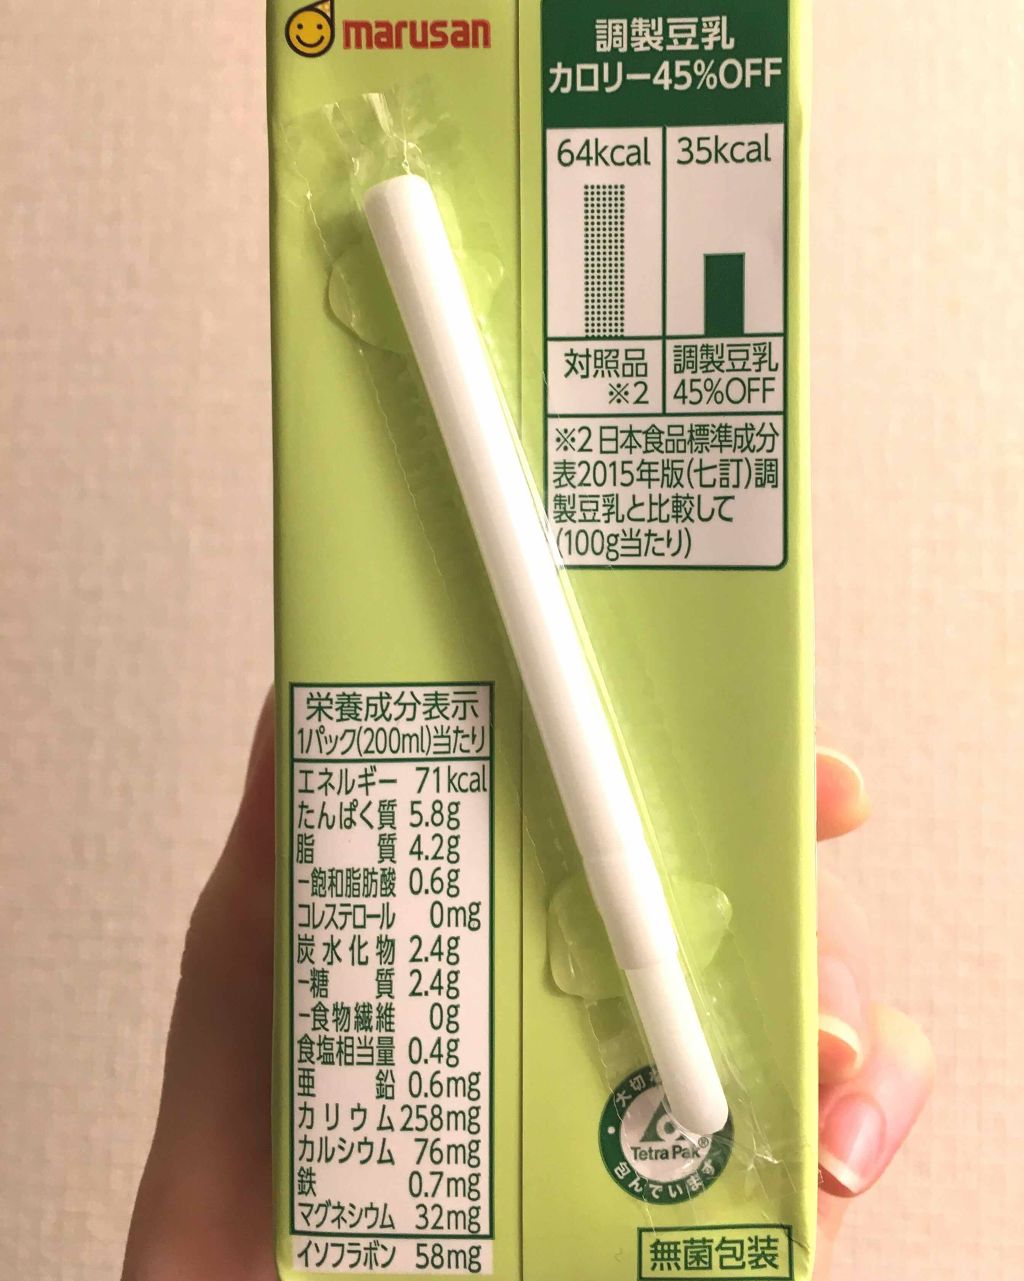 marusan
調製豆乳
カロリー45%OFF
64kcal 35kcal
対照品
※2
調製豆乳
45%OFF
※2 日本食品標準成分
表2015年版(七訂)調
製豆乳と比較して
(100g当たり)
栄養成分表示
1パック(200ml)当たり
エネルギー 71kcal
たんぱく質 5.8g
脂質 4.2g
-飽和脂肪酸 0.6g
コレステロール 0mg
炭水化物 2.4g
-糖質 2.4g
-食物繊維 0g
食塩相当量 0.4g
亜鉛 0.6mg
カリウム 258mg
カルシウム 76mg
鉄 0.7mg
マグネシウム 32mg
イソフラボン 58mg
大切
Tetra Pak®
包んでいます
無菌包装